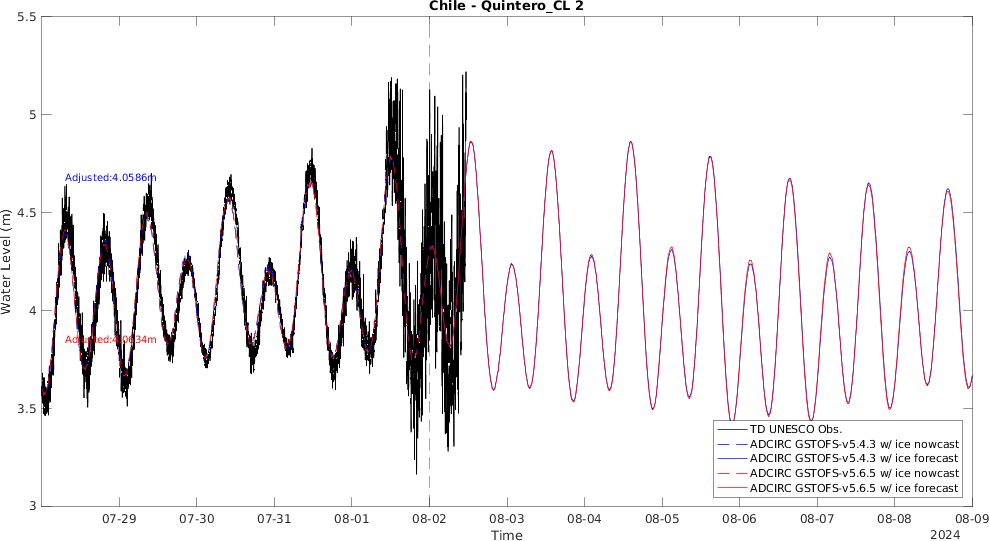 Chile - Quintero_CL 2
5.5
5
4.5
4
3.5
3
Water Level (m)
Adjusted:4.0586m
Adjusted:4.0634m
TD UNESCO Obs.
ADCIRC GSTOFS-v5.4.3 w/ ice nowcast
ADCIRC GSTOFS-v5.4.3 w/ ice forecast
ADCIRC GSTOFS-v5.6.5 w/ ice nowcast
ADCIRC GSTOFS-v5.6.5 w/ ice forecast
07-29 07-30 07-31 08-01 08-02 08-03 08-04 08-05 08-06 08-07 08-08 08-09
Time
2024